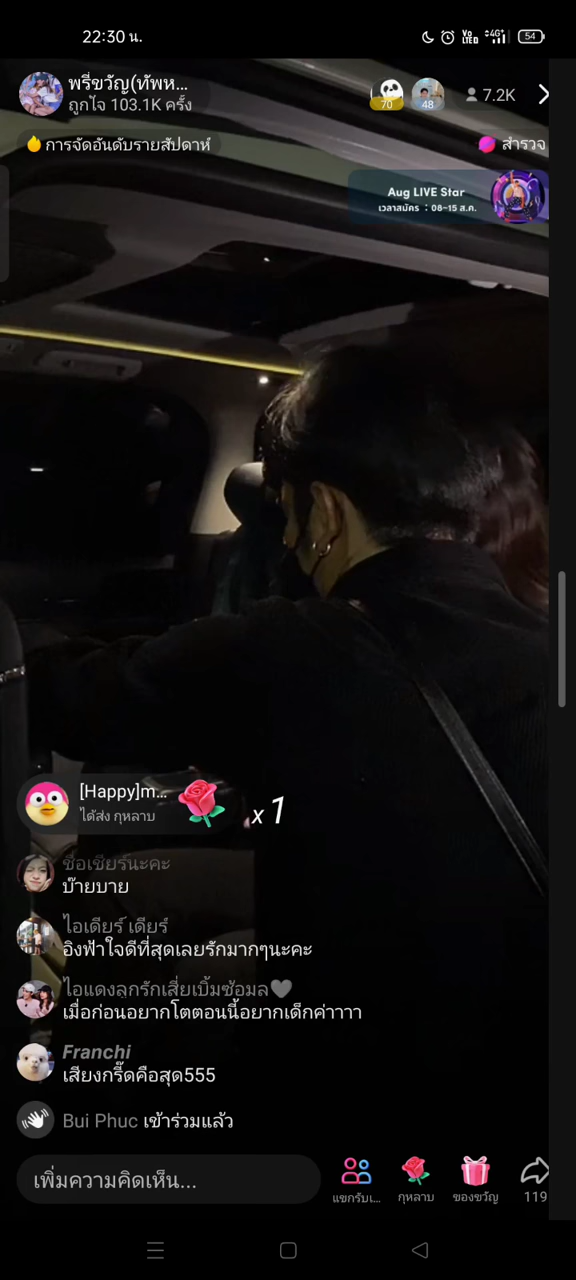 22:30 น.
VoLTED 4G+ 54
พรีขวัญ(ทัพห...
ถูกใจ 103.1K ครั้ง
70 48 7.2K
การจัดอันดับรายสัปดาห์
สำรวจ
Aug LIVE Star
เวลาสมัคร : 08-15 ส.ค.
[Happy]m...
ได้ส่ง กุหลาบ
x 1
ชื่อเชียร์นะคะ
บ๊ายบาย
ไอเดียร์ เดียร์
อิงฟ้าใจดีที่สุดเลยรักมากๆนะคะ
ไอแดงลูกรักเสี่ยเบิ้มซ้อมล🖤
เมื่อก่อนอยากโตตอนนี้อยากเด็กค่าาาา
Franchi
เสียงกรี๊ดคือสุด555
Bui Phuc เข้าร่วมแล้ว
เพิ่มความคิดเห็น...
แขกรับเ...
กุหลาบ
ของขวัญ
119